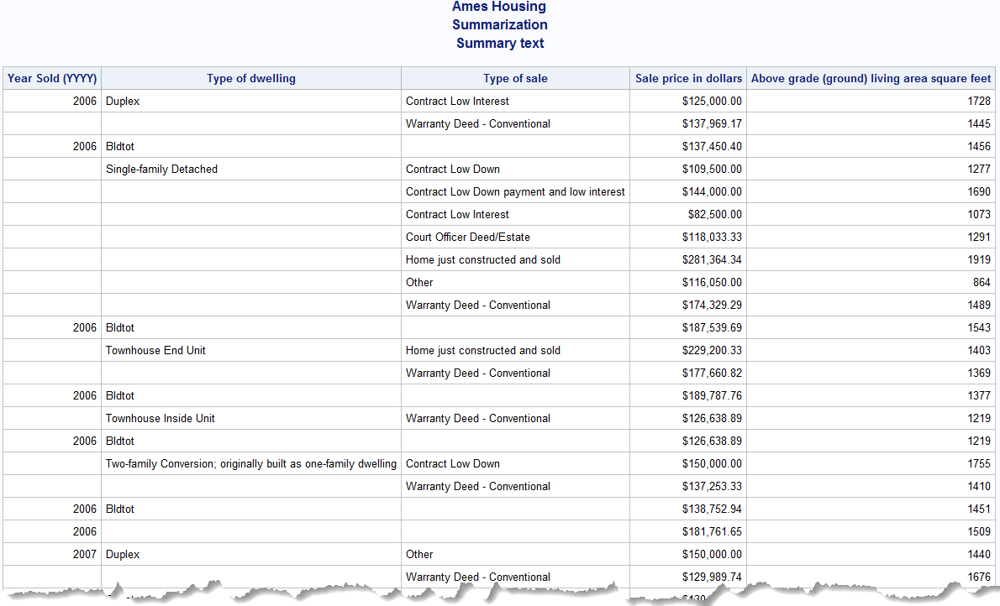 Ames Housing
Summarization
Summary text
Year Sold (YYYY) Type of dwelling Type of sale Sale price in dollars Above grade (ground) living area square feet
2006 Duplex Contract Low Interest $125,000.00 1728
Warranty Deed - Conventional $137,969.17 1445
2006 Bldtot $137,450.40 1456
Single-family Detached Contract Low Down $109,500.00 1277
Contract Low Down payment and low interest $144,000.00 1690
Contract Low Interest $82,500.00 1073
Court Officer Deed/Estate $118,033.33 1291
Home just constructed and sold $281,364.34 1919
Other $116,050.00 864
Warranty Deed - Conventional $174,329.29 1489
2006 Bldtot $187,539.69 1543
Townhouse End Unit Home just constructed and sold $229,200.33 1403
Warranty Deed - Conventional $177,660.82 1369
2006 Bldtot $189,787.76 1377
Townhouse Inside Unit Warranty Deed - Conventional $126,638.89 1219
2006 Bldtot $126,638.89 1219
Two-family Conversion; originally built as one-family dwelling Contract Low Down $150,000.00 1755
Warranty Deed - Conventional $137,253.33 1410
2006 Bldtot $138,752.94 1451
2006 $181,761.65 1509
2007 Duplex Other $150,000.00 1440
Warranty Deed - Conventional $129,989.74 1676